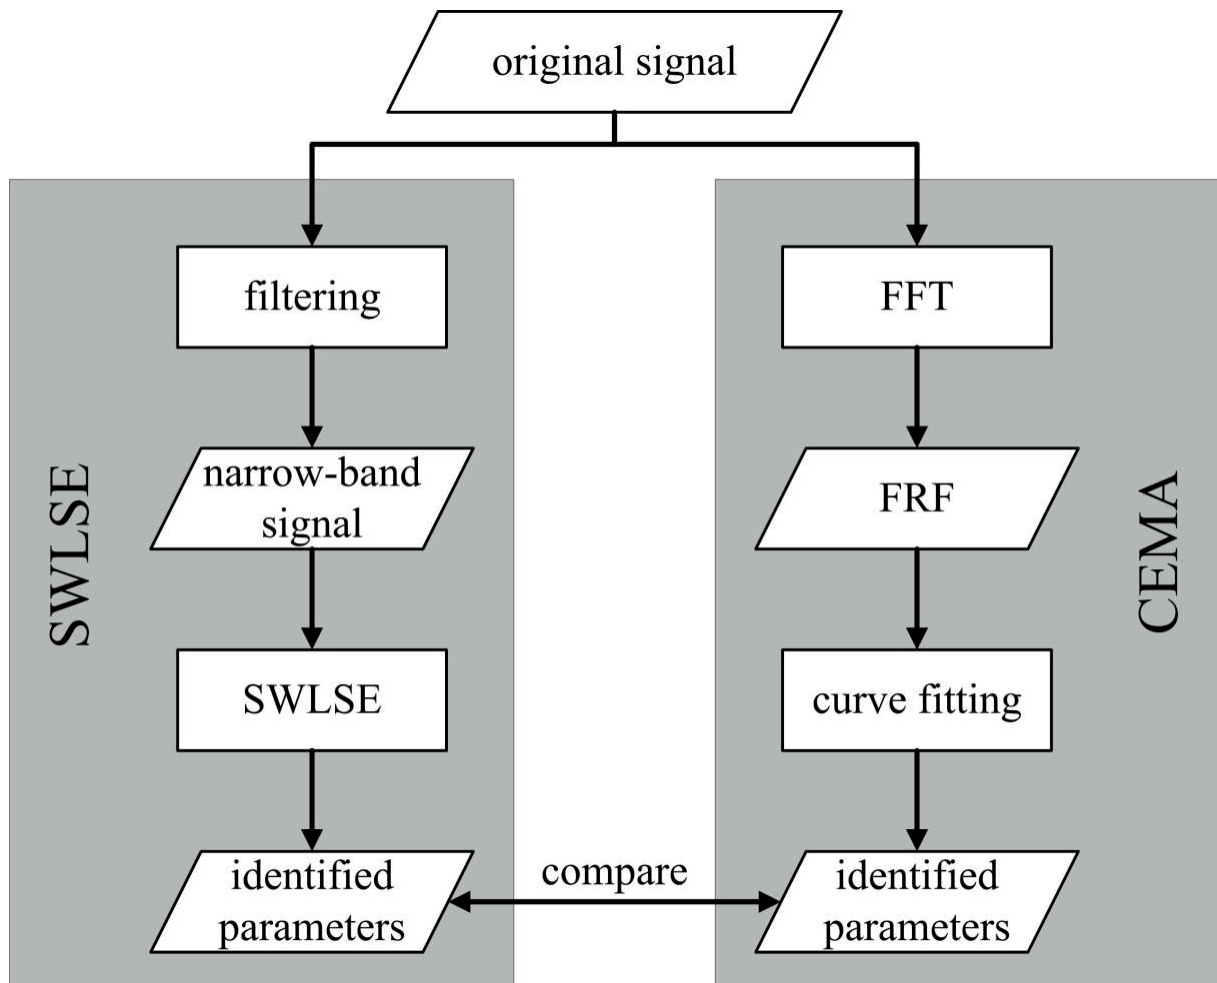 original signal
filtering
FFT
narrow-band
signal
FRF
SWLSE
CEMA
SWLSE
curve fitting
identified
parameters
compare
identified
parameters